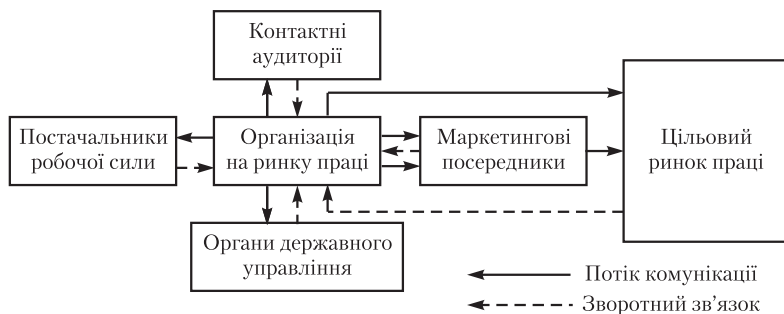 Контактні
аудиторії
Постачальники
робочої сили
Організація
на ринку праці
Маркетингові
посередники
Цільовий
ринок праці
Органи державного
управління
Потік комунікації
Зворотний зв'язок